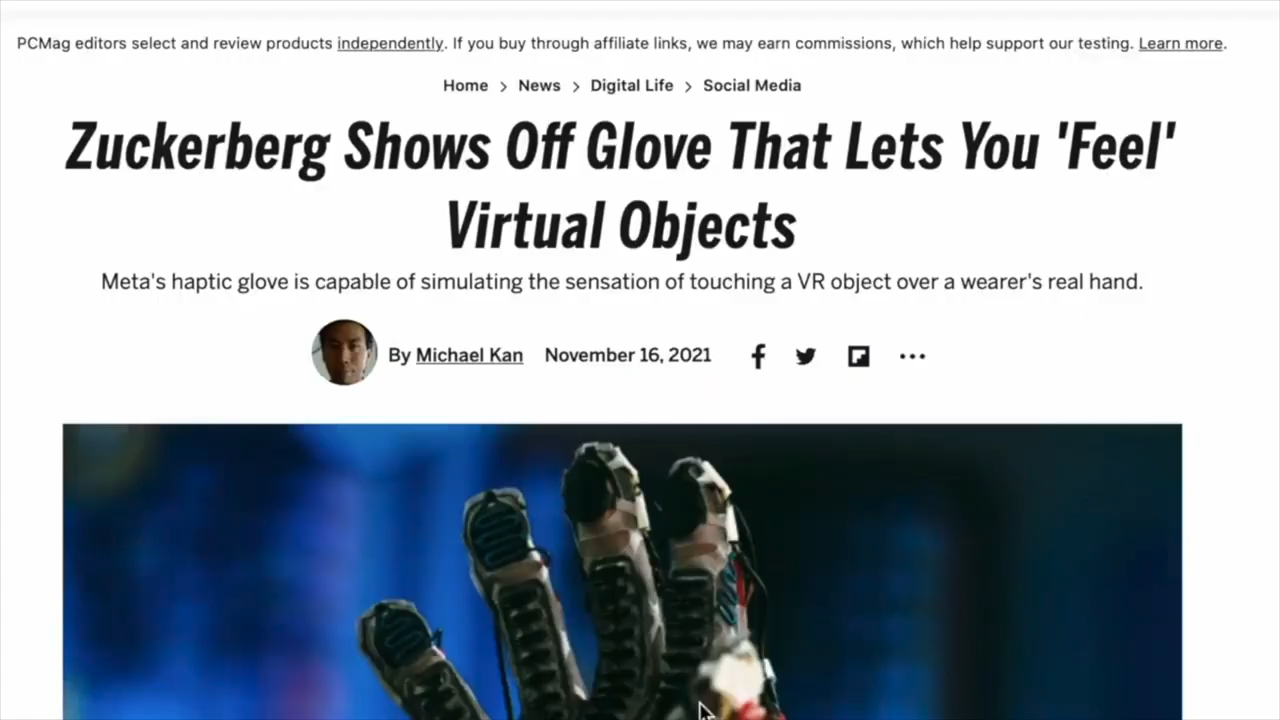 PCMag editors select and review products independently. If you buy through affiliate links, we may earn commissions, which help support our testing. Learn more.
Home > News > Digital Life > Social Media
Zuckerberg Shows Off Glove That Lets You 'Feel'
Virtual Objects
Meta's haptic glove is capable of simulating the sensation of touching a VR object over a wearer's real hand.
By Michael Kan November 16, 2021